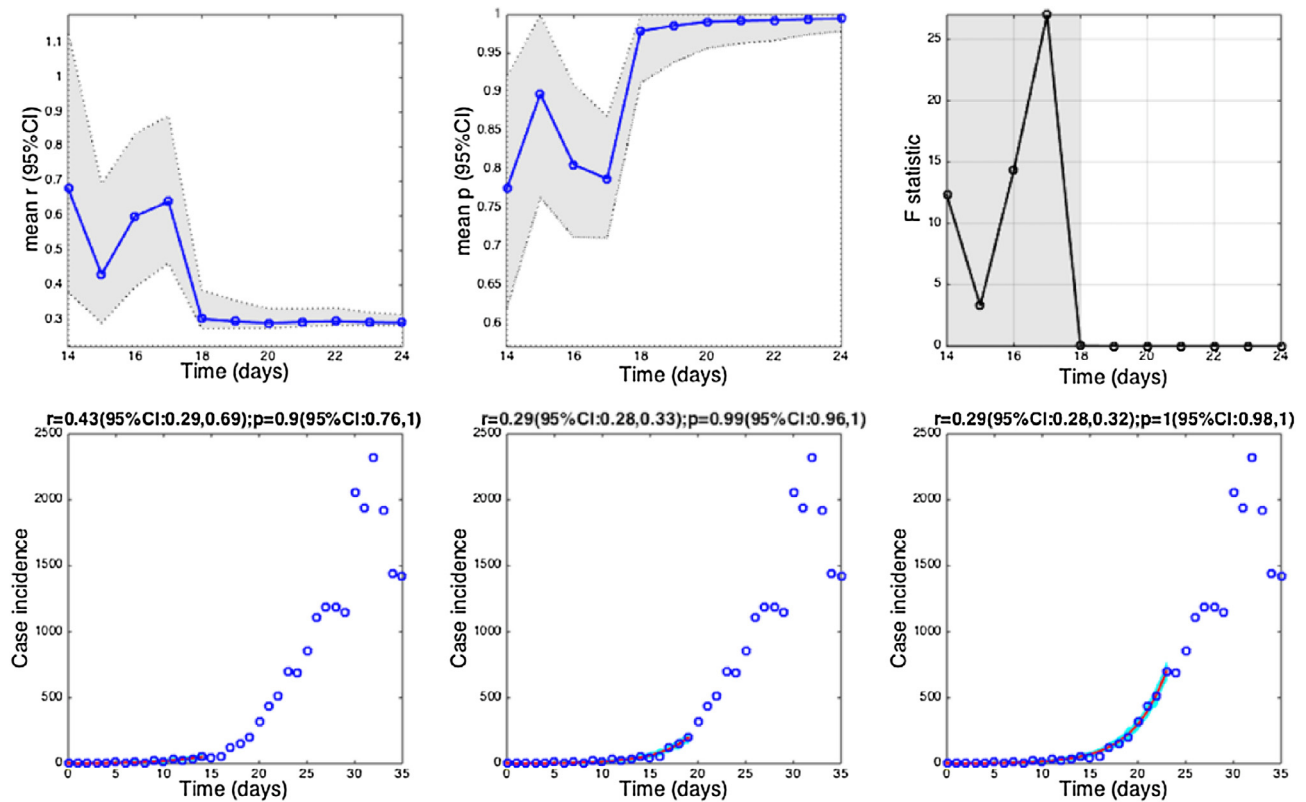 mean r (95%CI)
1.1
1
0.9
0.8
0.7
0.6
0.5
0.4
0.3
14 16 18 20 22 24
Time (days)
mean p (95%CI)
1
0.95
0.9
0.85
0.8
0.75
0.7
0.65
0.6
14 16 18 20 22 24
Time (days)
F statistic
25
20
15
10
5
0
14 16 18 20 22 24
Time (days)
r=0.43(95%CI:0.29,0.69);p=0.9(95%CI:0.76,1)
Case incidence
2500
2000
1500
1000
500
0
0 5 10 15 20 25 30 35
Time (days)
r=0.29(95%CI:0.28,0.33);p=0.99(95%CI:0.96,1)
Case incidence
2500
2000
1500
1000
500
0
0 5 10 15 20 25 30 35
Time (days)
r=0.29(95%CI:0.28,0.32);p=1(95%CI:0.98,1)
Case incidence
2500
2000
1500
1000
500
0
0 5 10 15 20 25 30 35
Time (days)